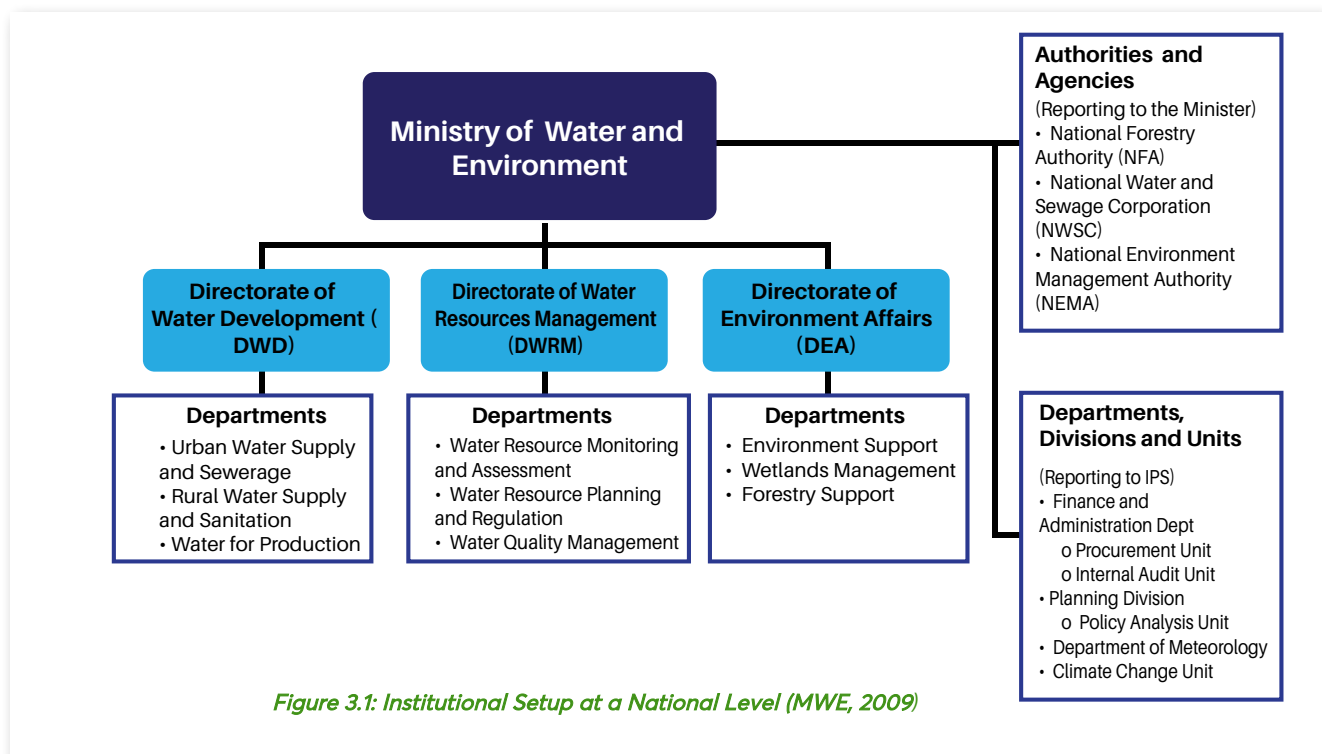 Ministry of Water and
Environment
Directorate of
Water Development (
DWD)
Departments
• Urban Water Supply
and Sewerage
• Rural Water Supply
and Sanitation
• Water for Production
Directorate of Water
Resources Management
(DWRM)
Departments
• Water Resource Monitoring
and Assessment
• Water Resource Planning
and Regulation
• Water Quality Management
Directorate of
Environment Affairs
(DEA)
Departments
• Environment Support
• Wetlands Management
• Forestry Support
Authorities and
Agencies
(Reporting to the Minister)
• National Forestry
Authority (NFA)
• National Water and
Sewage Corporation
(NWSC)
• National Environment
Management Authority
(NEMA)
Departments,
Divisions and Units
(Reporting to IPS)
• Finance and
Administration Dept
o Procurement Unit
o Internal Audit Unit
• Planning Division
o Policy Analysis Unit
• Department of Meteorology
• Climate Change Unit
Figure 3.1: Institutional Setup at a National Level (MWE, 2009)